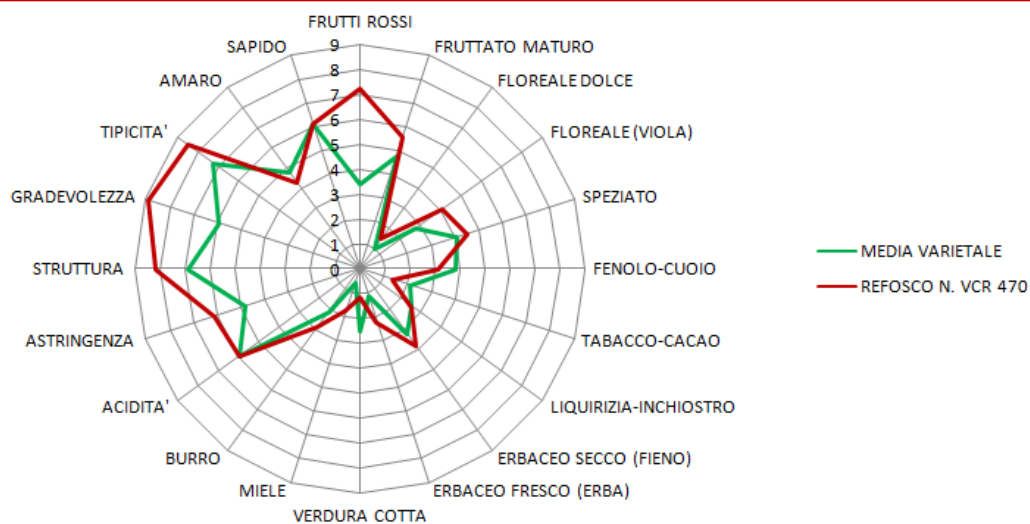 FRUTTI ROSSI
FRUTTATO MATURO
FLOREALE DOLCE
FLOREALE (VIOLA)
SPEZIATO
FENOLO-CUOIO
TABACCO-CACAO
LIQUIRIZIA-INCHIOSTRO
ERBACEO SECCO (FIENO)
ERBACEO FRESCO (ERBA)
VERDURA COTTA
MIELE
BURRO
ACIDITA'
ASTRINGENZA
STRUTTURA
GRADEVOLEZZA
TIPICITA'
AMARO
SAPIDO
9
8
7
6
5
4
3
2
1
0
MEDIA VARIETALE
REFOSCO N. VCR 470